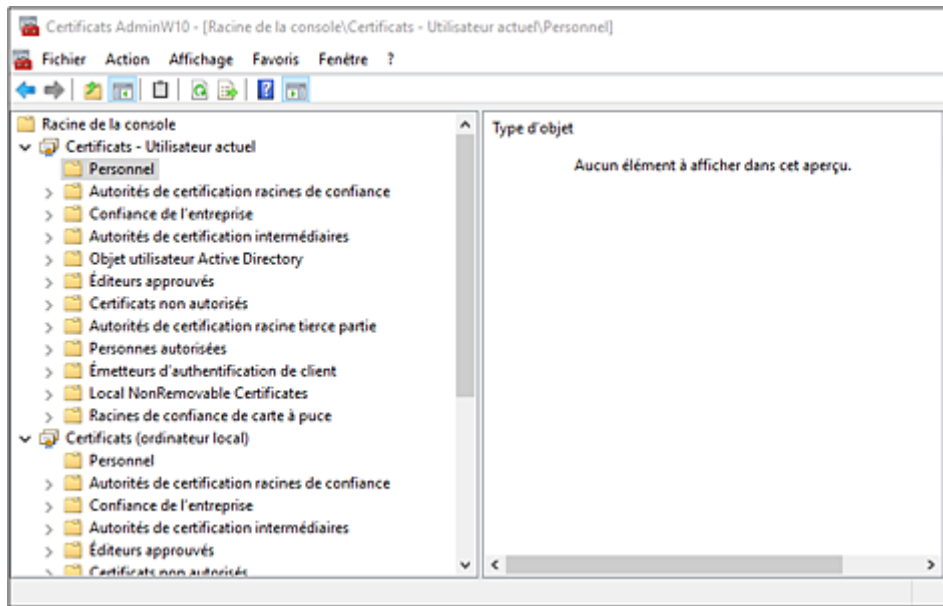 Certificats AdminW10 - [Racine de la console\Certificats - Utilisateur actuel\Personnel]
Fichier Action Affichage Favoris Fenêtre ?
Racine de la console
Certificats - Utilisateur actuel
Personnel
Autorités de certification racines de confiance
Confiance de l'entreprise
Autorités de certification intermédiaires
Objet utilisateur Active Directory
Éditeurs approuvés
Certificats non autorisés
Autorités de certification racine tierce partie
Personnes autorisées
Émetteurs d'authentification de client
Local NonRemovable Certificates
Racines de confiance de carte à puce
Certificats (ordinateur local)
Personnel
Autorités de certification racines de confiance
Confiance de l'entreprise
Autorités de certification intermédiaires
Éditeurs approuvés
Certificats non autorisés
Type d'objet
Aucun élément à afficher dans cet aperçu.